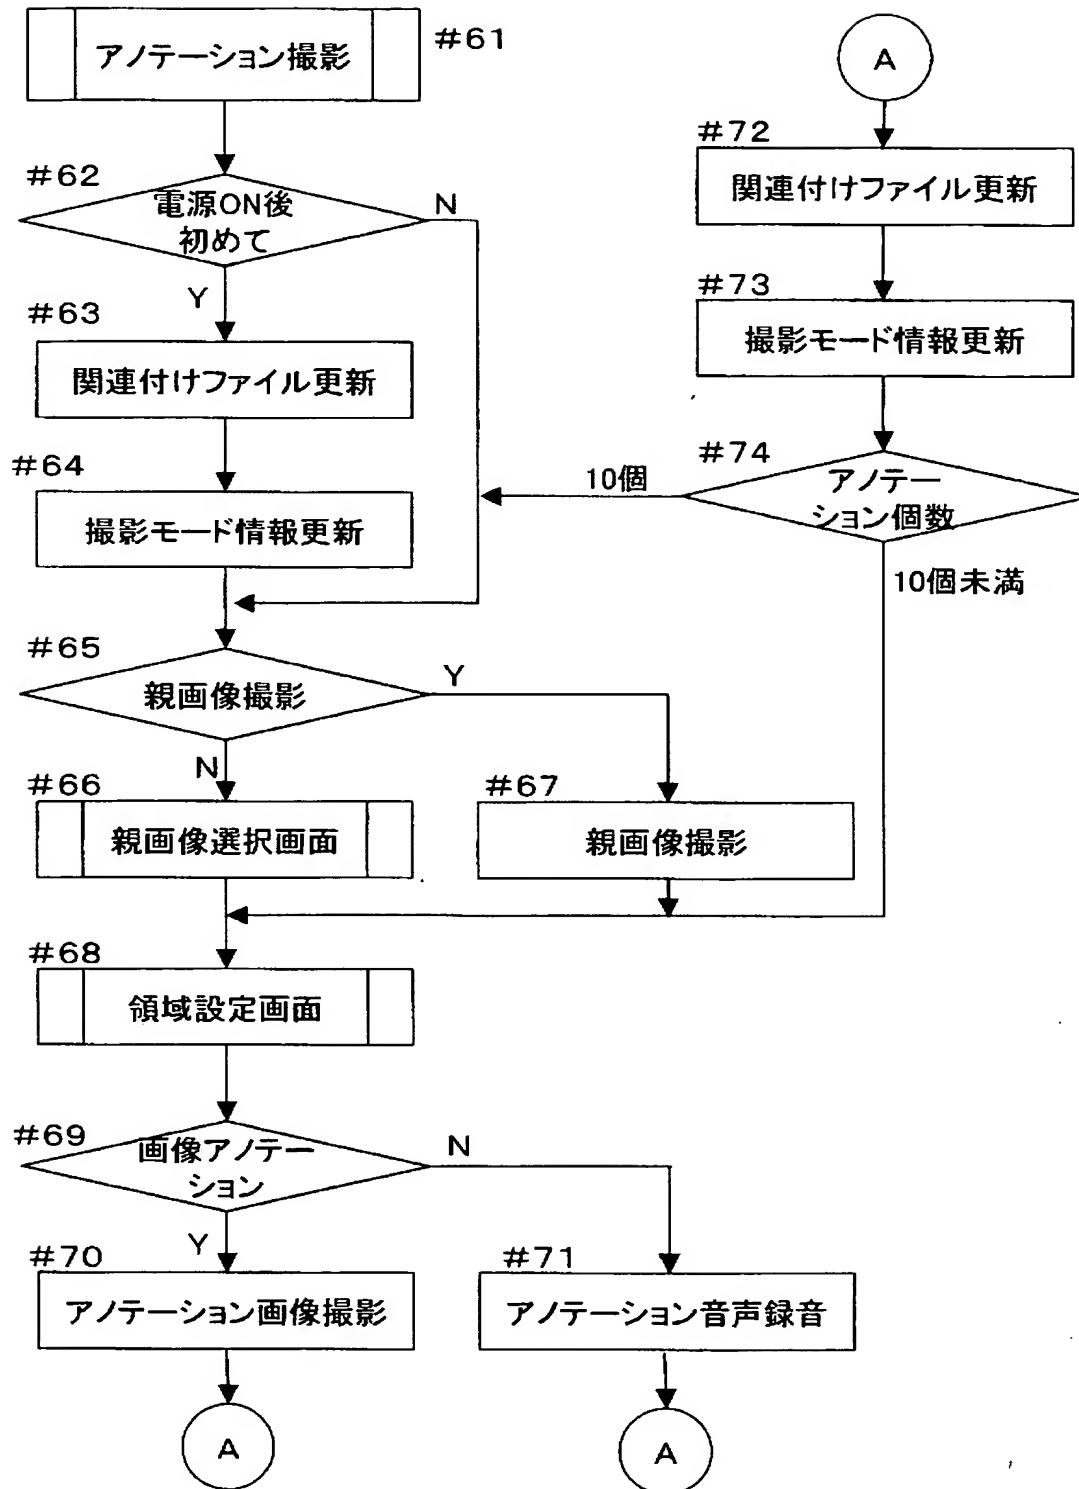 #61
アノテーション撮影
#62
電源ON後
初めて
N
Y
#63
関連付けファイル更新
#64
撮影モード情報更新
#65
親画像撮影
Y
N
#66
親画像選択画面
#67
親画像撮影
#68
領域設定画面
#69
画像アノテー
ション
N
Y
#70
アノテーション画像撮影
#71
アノテーション音声録音
A
A
A
#72
関連付けファイル更新
#73
撮影モード情報更新
#74
アノテー
ション個数
10個
10個未満